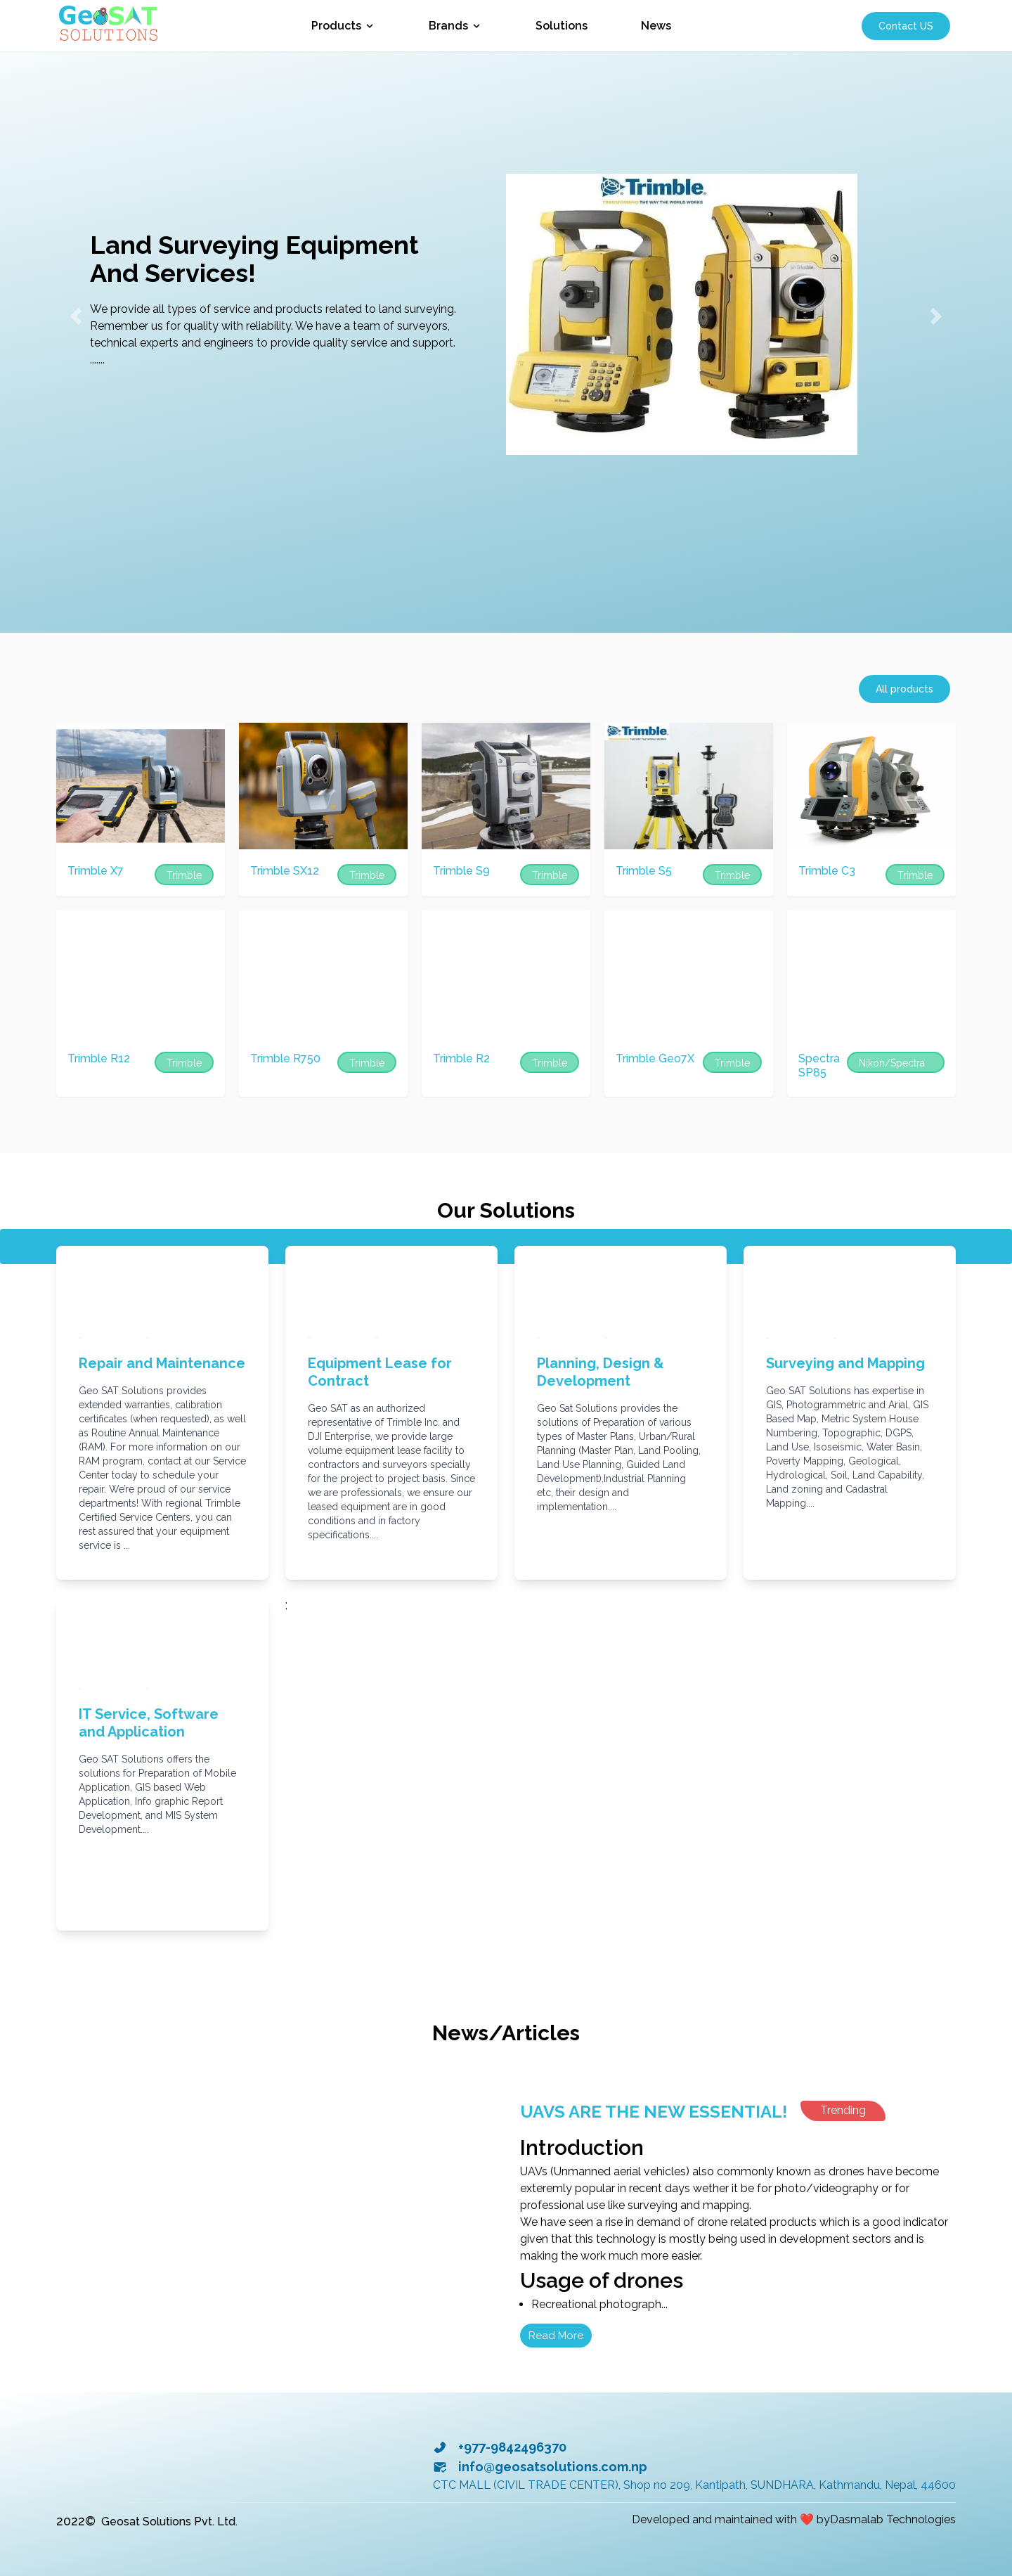 GeoSAT
SOLUTIONS
Products
Brands
Solutions
News
Contact US
Land Surveying Equipment
And Services!
We provide all types of service and products related to land surveying.
Remember us for quality with reliability. We have a team of surveyors,
technical experts and engineers to provide quality service and support.
.......
Trimble
TRANSFORMING THE WAY THE WORLD WORKS
All products
Trimble X7
Trimble
Trimble SX12
Trimble
Trimble S9
Trimble
Trimble
Trimble S5
Trimble
Trimble C3
Trimble
Trimble R12
Trimble
Trimble R750
Trimble
Trimble R2
Trimble
Trimble Geo7X
Trimble
Spectra
SP85
Nikon/Spectra
Our Solutions
Repair and Maintenance
Geo SAT Solutions provides
extended warranties, calibration
certificates (when requested), as well
as Routine Annual Maintenance
(RAM). For more information on our
RAM program, contact at our Service
Center today to schedule your
repair. We're proud of our service
departments! With regional Trimble
Certified Service Centers, you can
rest assured that your equipment
service is ...
Equipment Lease for
Contract
Geo SAT as an authorized
representative of Trimble Inc. and
DJI Enterprise, we provide large
volume equipment lease facility to
contractors and surveyors specially
for the project to project basis. Since
we are professionals, we ensure our
leased equipment are in good
conditions and in factory
specifications....
Planning, Design &
Development
Geo Sat Solutions provides the
solutions of Preparation of various
types of Master Plans, Urban/Rural
Planning (Master Plan, Land Pooling,
Land Use Planning, Guided Land
Development),Industrial Planning
etc, their design and
implementation....
Surveying and Mapping
Geo SAT Solutions has expertise in
GIS, Photogrammetric and Arial, GIS
Based Map, Metric System House
Numbering, Topographic, DGPS,
Land Use, Isoseismic, Water Basin,
Poverty Mapping, Geological,
Hydrological, Soil, Land Capability,
Land zoning and Cadastral
Mapping....
IT Service, Software
and Application
Geo SAT Solutions offers the
solutions for Preparation of Mobile
Application, GIS based Web
Application, Info graphic Report
Development, and MIS System
Development....
:
News/Articles
UAVS ARE THE NEW ESSENTIAL!
Trending
Introduction
UAVs (Unmanned aerial vehicles) also commonly known as drones have become
exteremly popular in recent days wether it be for photo/videography or for
professional use like surveying and mapping.
We have seen a rise in demand of drone related products which is a good indicator
given that this technology is mostly being used in development sectors and is
making the work much more easier.
Usage of drones
• Recreational photograph...
Read More
+977-9842496370
info@geosatsolutions.com.np
CTC MALL (CIVIL TRADE CENTER), Shop no 209, Kantipath, SUNDHARA, Kathmandu, Nepal, 44600
2022© Geosat Solutions Pvt. Ltd.
Developed and maintained with ❤️ byDasmalab Technologies